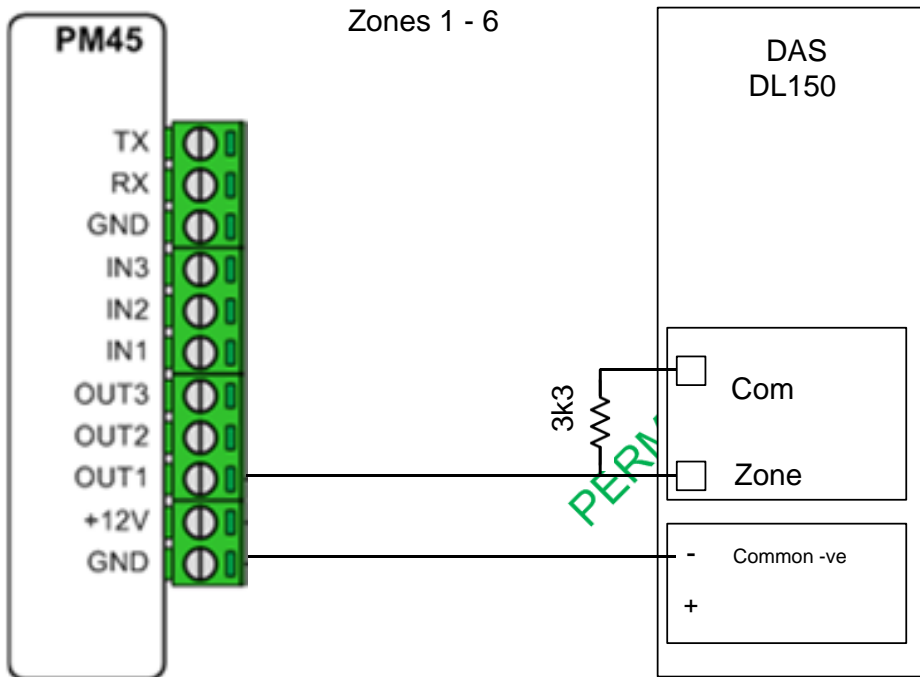 Zones 1 - 6
PM45
TX
RX
GND
IN3
IN2
IN1
OUT3
OUT2
OUT1
+12V
GND
3k3
DAS
DL150
Com
Zone
- Common -ve
+